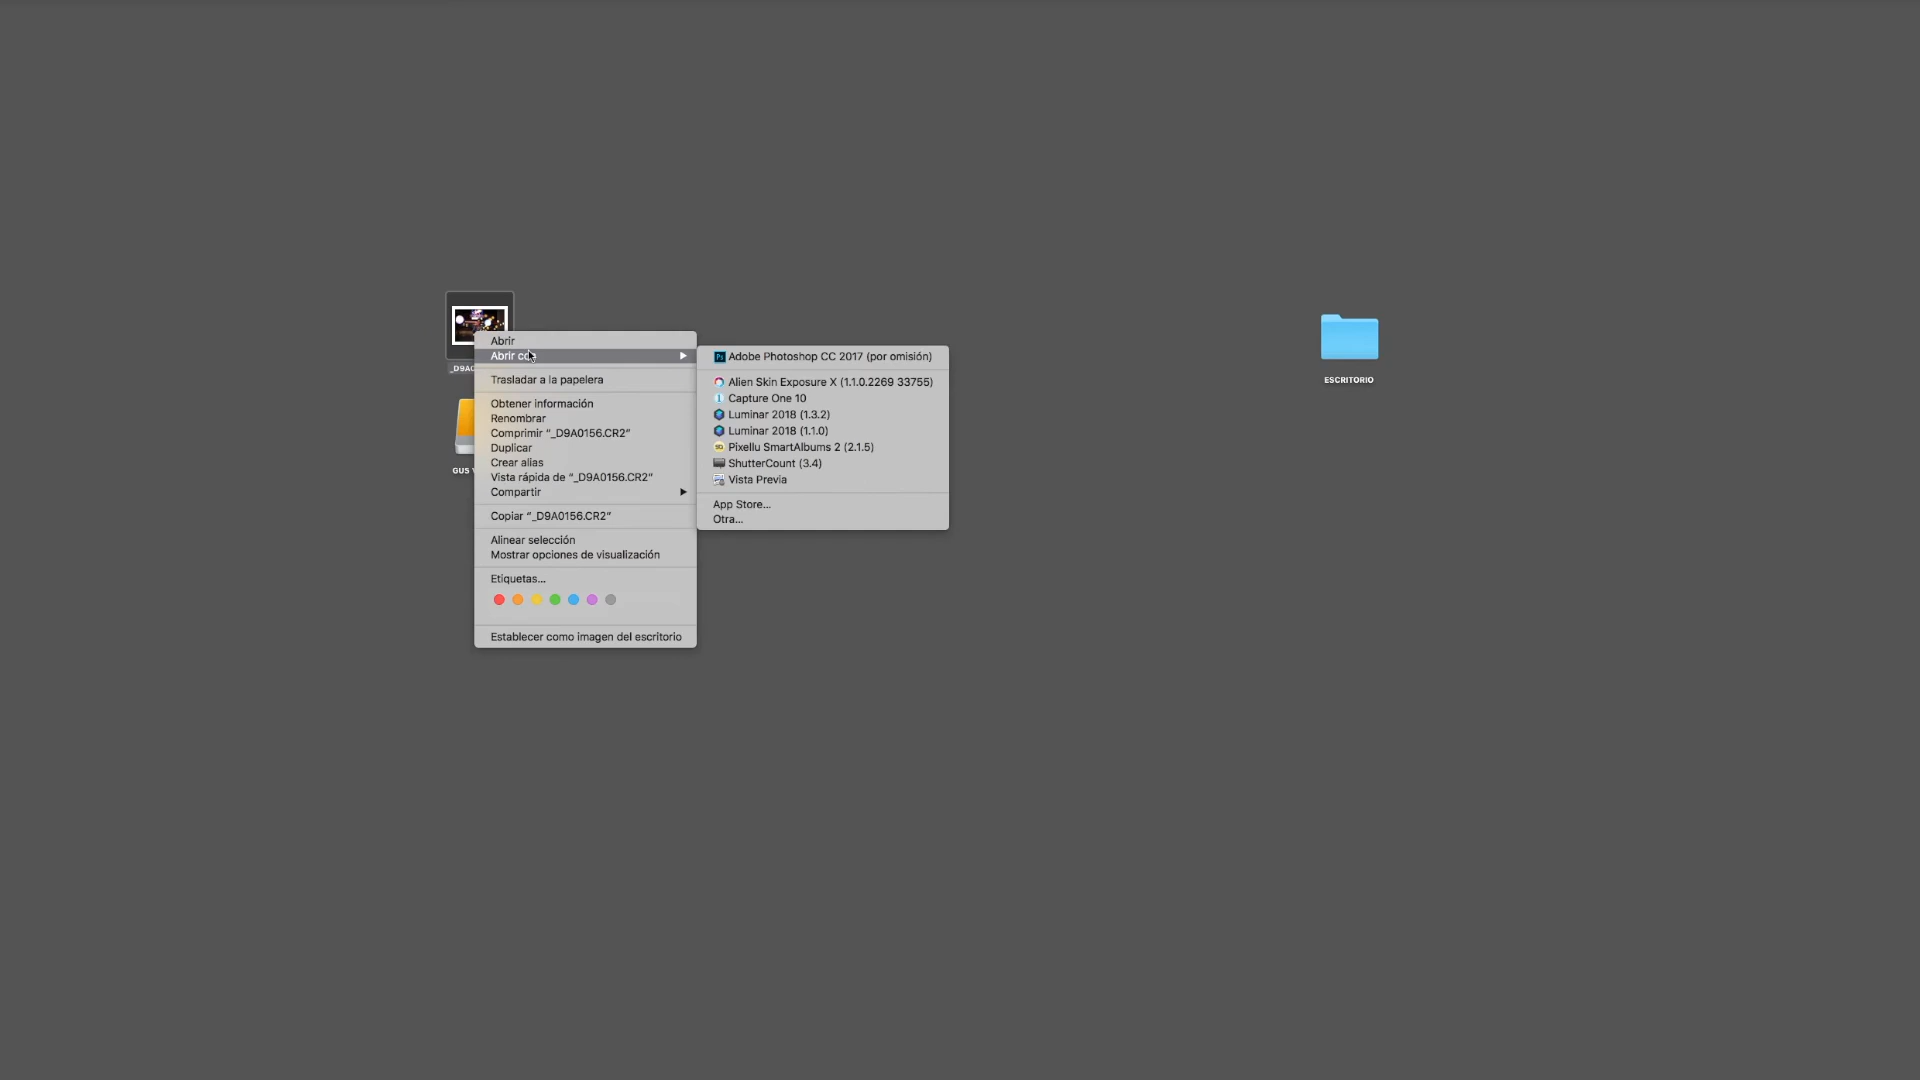 Abrir
Abrir co
Trasladar a la papelera
Obtener información
Renombrar
Comprimir “_D9A0156.CR2”
Duplicar
Crear alias
Vista rápida de “_D9A0156.CR2”
Compartir
Copiar “_D9A0156.CR2”
Alinear selección
Mostrar opciones de visualización
Etiquetas...
Establecer como imagen del escritorio
Adobe Photoshop CC 2017 (por omisión)
Alien Skin Exposure X (1.1.0.2269 33755)
Capture One 10
Luminar 2018 (1.3.2)
Luminar 2018 (1.1.0)
Pixellu SmartAlbums 2 (2.1.5)
ShutterCount (3.4)
Vista Previa
App Store...
Otra...
ESCRITORIO